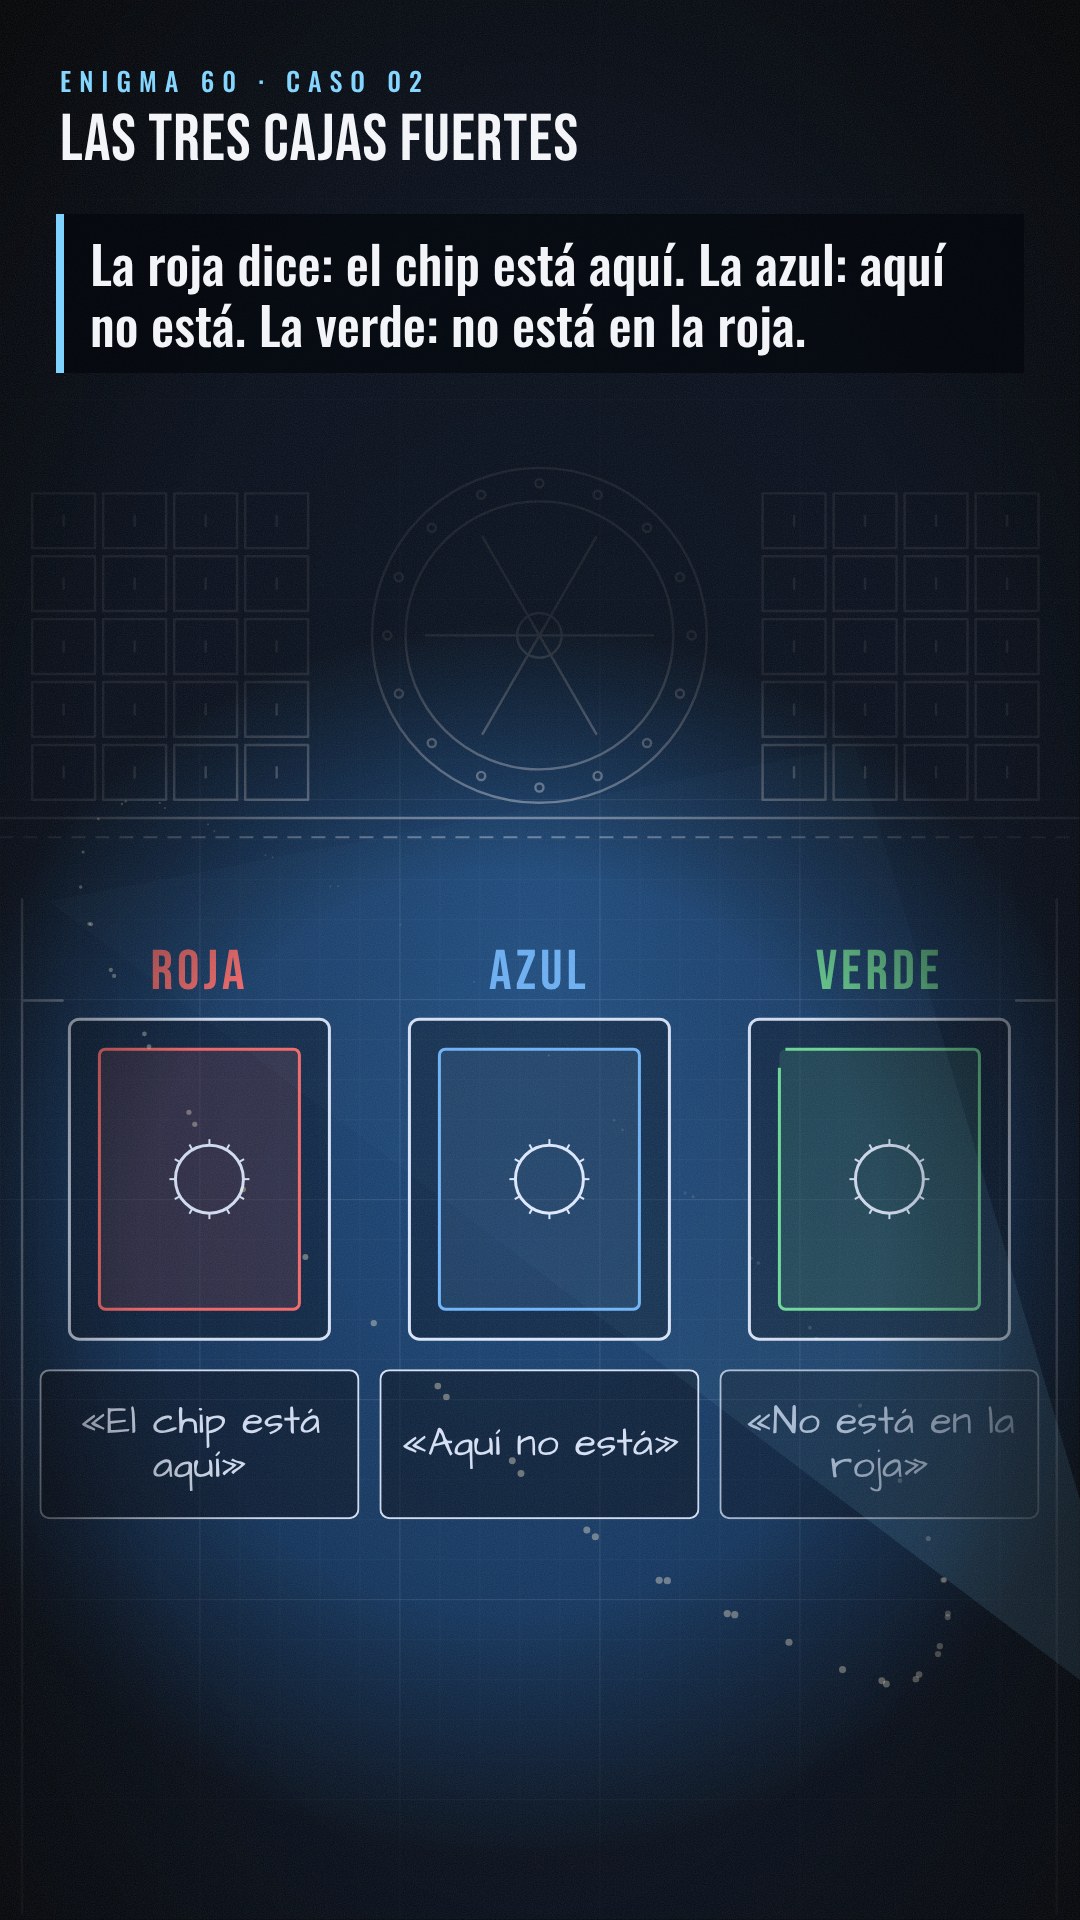 ENIGMA 60 · CASO 02
LAS TRES CAJAS FUERTES
La roja dice: el chip está aquí. La azul: aquí
no está. La verde: no está en la roja.
ROJA
AZUL
VERDE
«El chip está
aquí»
«Aquí no está»
«No está en la
roja»